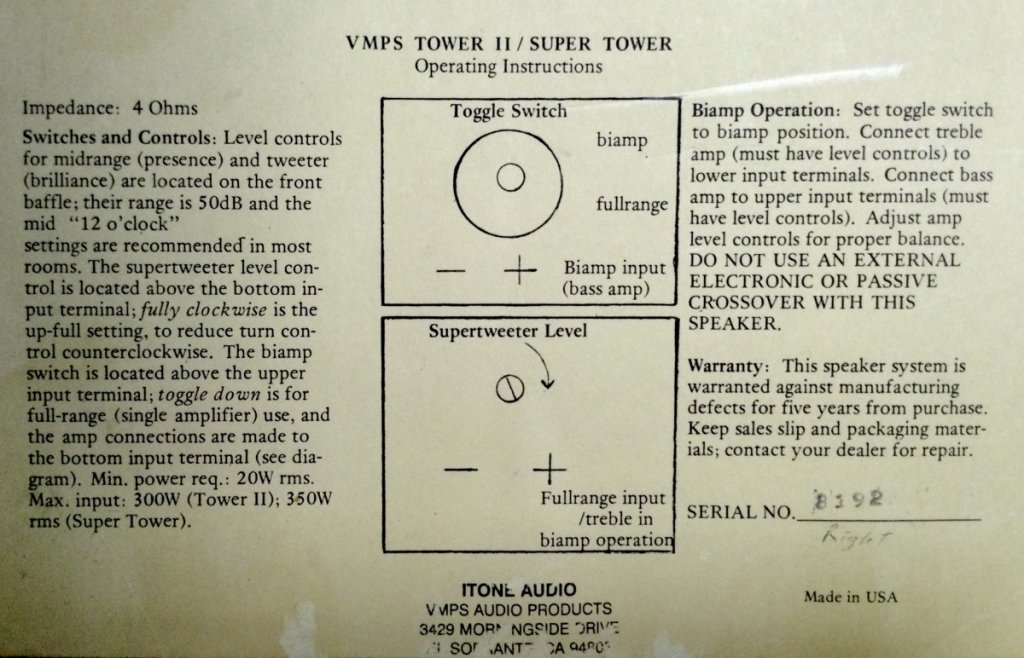 VMPS TOWER II / SUPER TOWER
Operating Instructions
Impedance: 4 Ohms
Switches and Controls: Level controls
for midrange (presence) and tweeter
(brilliance) are located on the front
baffle; their range is 50dB and the
mid "12 o'clock"
settings are recommended in most
rooms. The supertweeter level con-
trol is located above the bottom in-
put terminal; fully clockwise is the
up-full setting, to reduce turn con-
trol counterclockwise. The biamp
switch is located above the upper
input terminal; toggle down is for
full-range (single amplifier) use, and
the amp connections are made to
the bottom input terminal (see dia-
gram). Min. power req.: 20W rms.
Max. input: 300W (Tower II); 350W
rms (Super Tower).
Toggle Switch
biamp
fullrange
— + Biamp input
(bass amp)
Supertweeter Level
— +
Fullrange input
/treble in
biamp operation
Biamp Operation: Set toggle switch
to biamp position. Connect treble
amp (must have level controls) to
lower input terminals. Connect bass
amp to upper input terminals (must
have level controls). Adjust amp
level controls for proper balance.
DO NOT USE AN EXTERNAL
ELECTRONIC OR PASSIVE
CROSSOVER WITH THIS
SPEAKER.
Warranty: This speaker system is
warranted against manufacturing
defects for five years from purchase.
Keep sales slip and packaging mater-
ials; contact your dealer for repair.
SERIAL NO. 8392
Right
Made in USA
ITONE AUDIO
VMPS AUDIO PRODUCTS
3429 MORNINGSIDE DRIVE